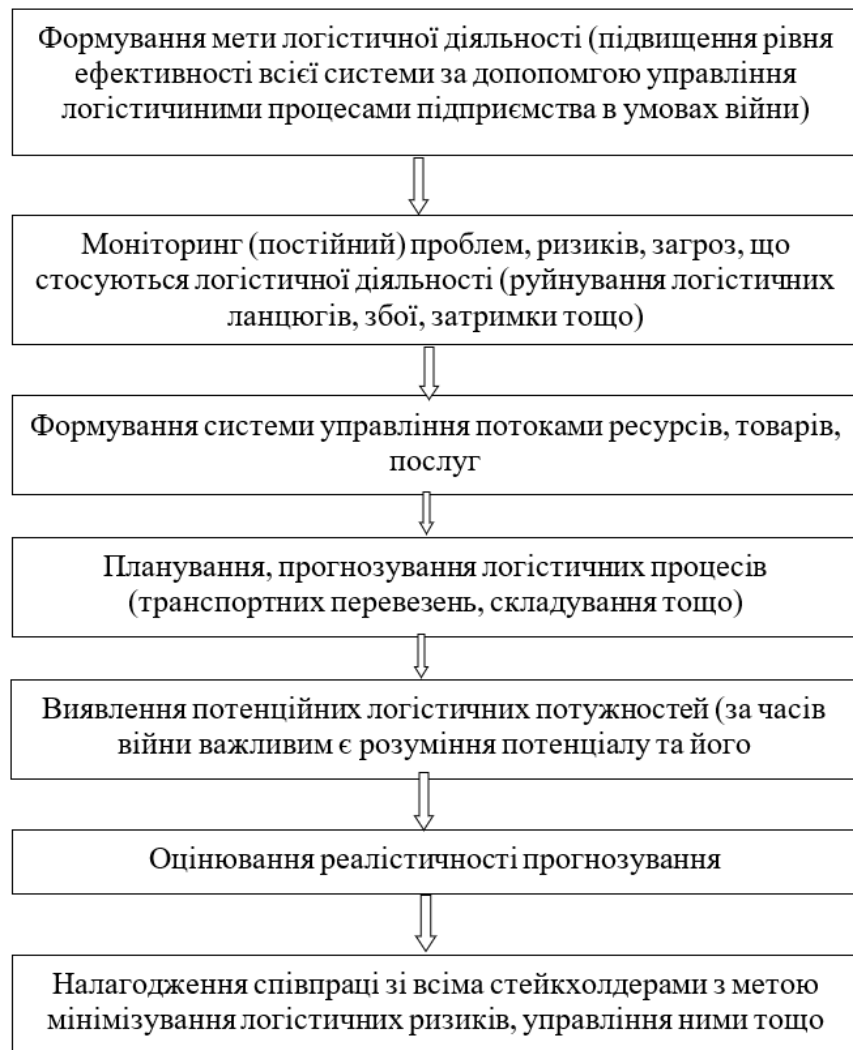 Формування мети логістичної діяльності (підвищення рівня
ефективності всієї системи за допопомгою управління
логістичиними процесами підприємства в умовах війни)
Моніторинг (постійний) проблем, ризиків, загроз, що
стосуються логістичної діяльності (руйнування логістичних
ланцюгів, збої, затримки тощо)
Формування системи управління потоками ресурсів, товарів,
послуг
Планування, прогнозування логістичних процесів
(транспортних перевезень, складування тощо)
Виявлення потенційних логістичних потужностей (за часів
війни важливим є розуміння потенціалу та його
Оцінювання реалістичності прогнозування
Налагодження співпраці зі всіма стейкхолдерами з метою
мінімізування логістичних ризиків, управління ними тощо